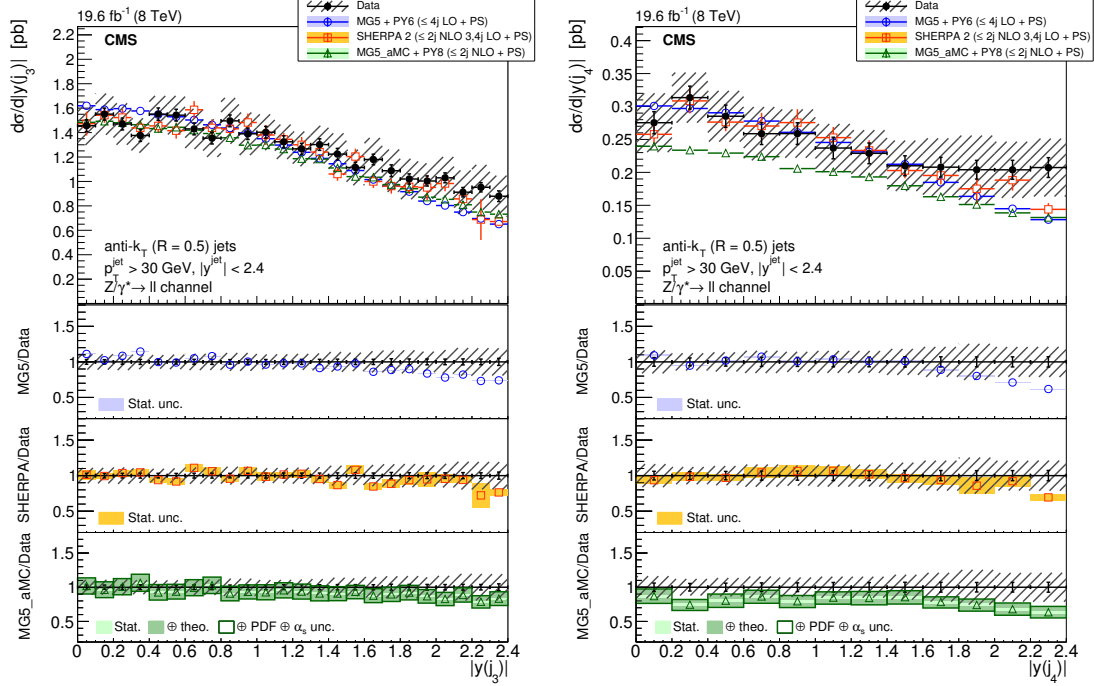 19.6 fb⁻¹ (8 TeV)
Data
MG5 + PY6 (≤ 4j LO + PS)
SHERPA 2 (≤ 2j NLO 3,4j LO + PS)
MG5_aMC + PY8 (≤ 2j NLO + PS)
CMS
dσ/d|y(j₃)| [pb]
2.2
2
1.8
1.6
1.4
1.2
1
0.8
0.6
0.4
0.2
0
anti-k_T (R = 0.5) jets
p_T^jet > 30 GeV, |y^jet| < 2.4
Z/γ* → ll channel
MG5/Data
1.5
1
0.5
Stat. unc.
SHERPA/Data
1.5
1
0.5
Stat. unc.
MG5_aMC/Data
1.5
1
0.5
Stat. ⊕ theo. ⊕ PDF ⊕ α_s unc.
0 0.2 0.4 0.6 0.8 1 1.2 1.4 1.6 1.8 2 2.2 2.4
|y(j₃)|
19.6 fb⁻¹ (8 TeV)
Data
MG5 + PY6 (≤ 4j LO + PS)
SHERPA 2 (≤ 2j NLO 3,4j LO + PS)
MG5_aMC + PY8 (≤ 2j NLO + PS)
CMS
dσ/d|y(j₄)| [pb]
0.4
0.35
0.3
0.25
0.2
0.15
0.1
0.05
0
anti-k_T (R = 0.5) jets
p_T^jet > 30 GeV, |y^jet| < 2.4
Z/γ* → ll channel
MG5/Data
1.5
1
0.5
Stat. unc.
SHERPA/Data
1.5
1
0.5
Stat. unc.
MG5_aMC/Data
1.5
1
0.5
Stat. ⊕ theo. ⊕ PDF ⊕ α_s unc.
0 0.2 0.4 0.6 0.8 1 1.2 1.4 1.6 1.8 2 2.2 2.4
|y(j₄)|